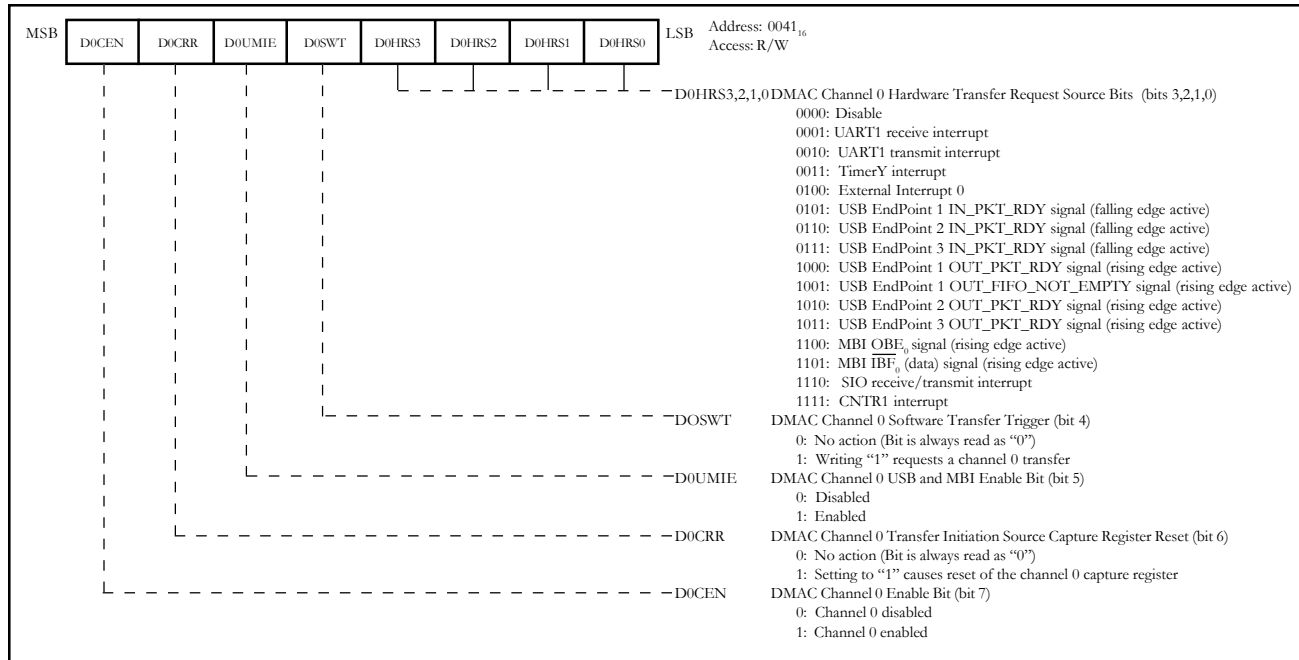 MSB D0CEN D0CRR D0UMIE D0SWT D0HRS3 D0HRS2 D0HRS1 D0HRS0 LSB Address: 0041₁₆
Access: R/W
D0HRS3,2,1,0 DMAC Channel 0 Hardware Transfer Request Source Bits (bits 3,2,1,0)
0000: Disable
0001: UART1 receive interrupt
0010: UART1 transmit interrupt
0011: TimerY interrupt
0100: External Interrupt 0
0101: USB EndPoint 1 IN_PKT_RDY signal (falling edge active)
0110: USB EndPoint 2 IN_PKT_RDY signal (falling edge active)
0111: USB EndPoint 3 IN_PKT_RDY signal (falling edge active)
1000: USB EndPoint 1 OUT_PKT_RDY signal (rising edge active)
1001: USB EndPoint 1 OUT_FIFO_NOT_EMPTY signal (rising edge active)
1010: USB EndPoint 2 OUT_PKT_RDY signal (rising edge active)
1011: USB EndPoint 3 OUT_PKT_RDY signal (rising edge active)
1100: MBI OBE₀ signal (rising edge active)
1101: MBI I̅B̅F̅₀ (data) signal (rising edge active)
1110: SIO receive/transmit interrupt
1111: CNTR1 interrupt
DOSWT DMAC Channel 0 Software Transfer Trigger (bit 4)
0: No action (Bit is always read as “0”)
1: Writing “1” requests a channel 0 transfer
D0UMIE DMAC Channel 0 USB and MBI Enable Bit (bit 5)
0: Disabled
1: Enabled
D0CRR DMAC Channel 0 Transfer Initiation Source Capture Register Reset (bit 6)
0: No action (Bit is always read as “0”)
1: Setting to “1” causes reset of the channel 0 capture register
D0CEN DMAC Channel 0 Enable Bit (bit 7)
0: Channel 0 disabled
1: Channel 0 enabled